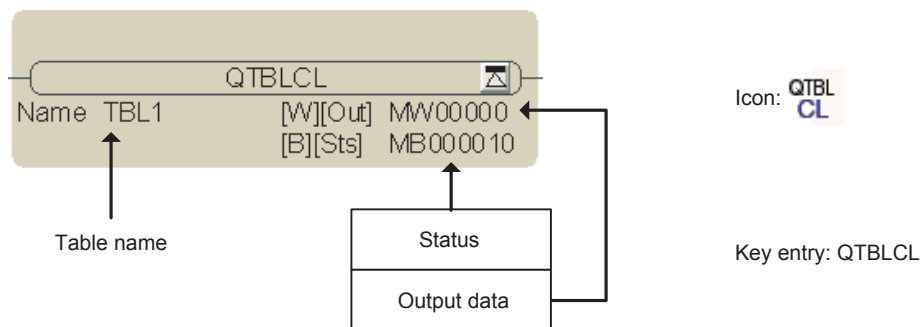 QTBLCL
Name TBL1 [W][Out] MW00000
[B][Sts] MB000010
Table name
Status
Output data
Icon: QTBL
CL
Key entry: QTBLCL